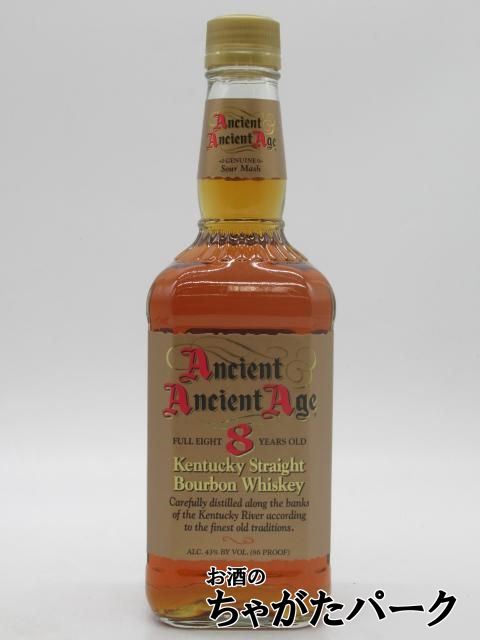 Ancient
Ancient Age
GENUINE
Sour Mash
Ancient
Ancient Age
FULL EIGHT 8 YEARS OLD
Kentucky Straight
Bourbon Whiskey
Carefully distilled along the banks
of the Kentucky River according
to the finest old traditions.
ALC. 43% BY VOL. (86 PROOF)
お酒の
ちゃがたパーク